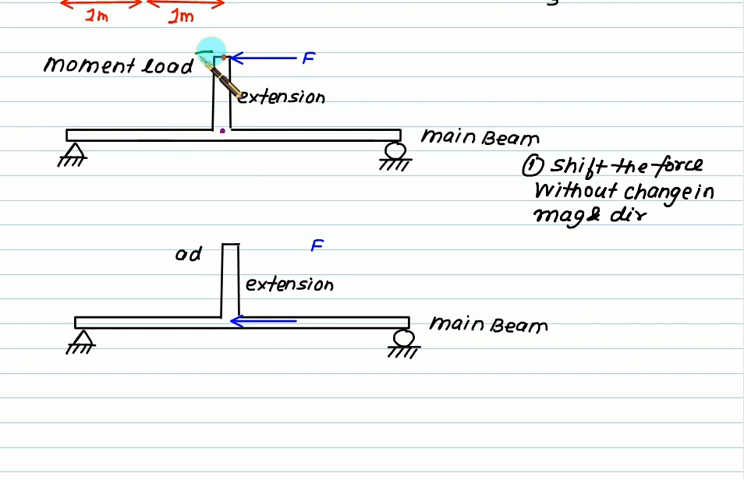 1m 1m
moment load
F
extension
main Beam
① Shift the force
Without change in
mag & dir
ad
F
extension
main Beam